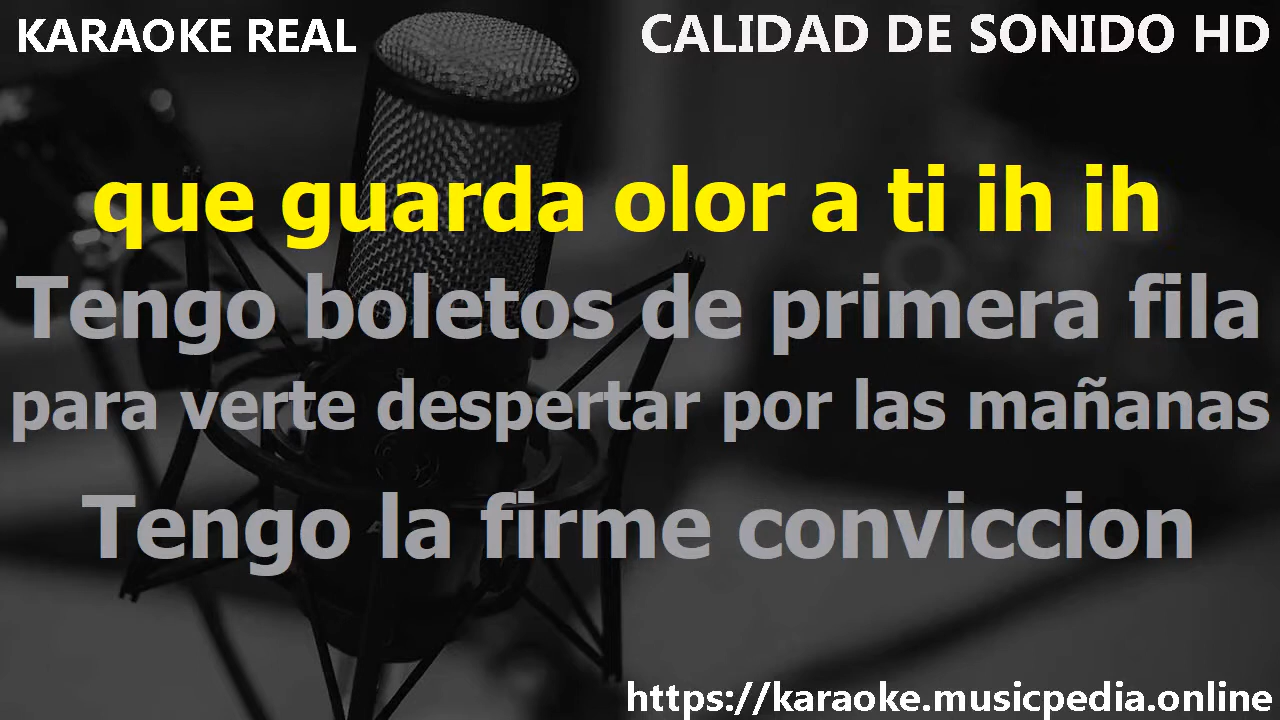 KARAOKE REAL
CALIDAD DE SONIDO HD
que guarda olor a ti ih ih
Tengo boletos de primera fila
para verte despertar por las mañanas
Tengo la firme conviccion
https://karaoke.musicpedia.online